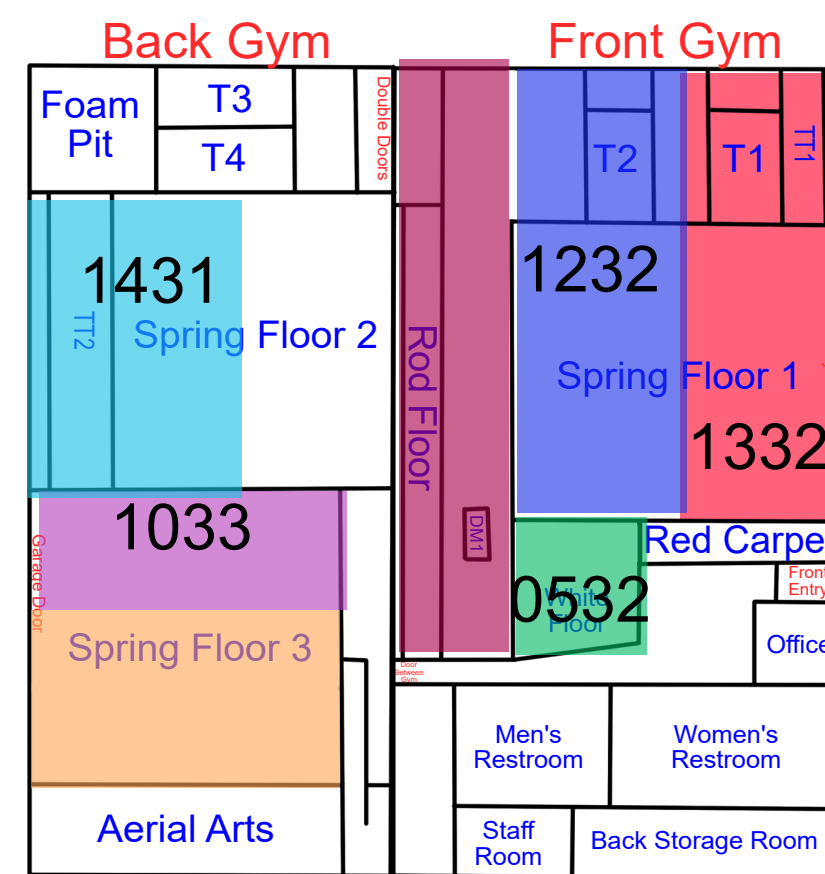 Back Gym
Front Gym
Foam
Pit
T3
T4
Double Doors
T2
T1
TT1
1431
TT2
Spring Floor 2
Rod Floor
1232
Spring Floor 1
1332
1033
Garage Door
DM1
Red Carpe
0532
White
Floor
Front
Entry
Spring Floor 3
Office
Door
Between
Gym
Men's
Restroom
Women's
Restroom
Aerial Arts
Staff
Room
Back Storage Room